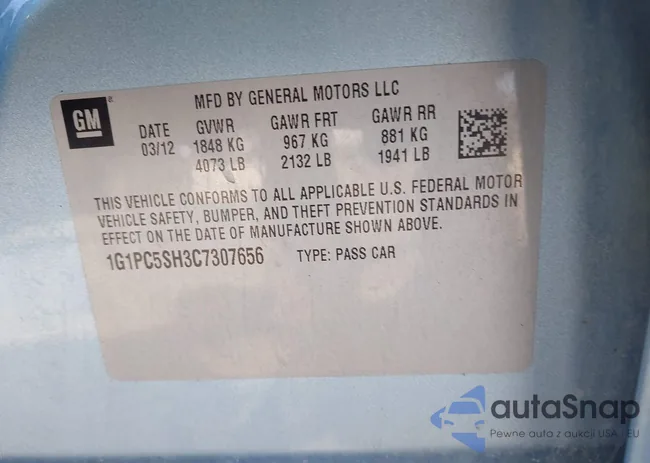 GM
MFD BY GENERAL MOTORS LLC
DATE GVWR GAWR FRT GAWR RR
03/12 1848 KG 967 KG 881 KG
4073 LB 2132 LB 1941 LB
THIS VEHICLE CONFORMS TO ALL APPLICABLE U.S. FEDERAL MOTOR
VEHICLE SAFETY, BUMPER, AND THEFT PREVENTION STANDARDS IN
EFFECT ON THE DATE OF MANUFACTURE SHOWN ABOVE.
1G1PC5SH3C7307656 TYPE: PASS CAR
autaSnap
Pewne auta z aukcji USA i EU